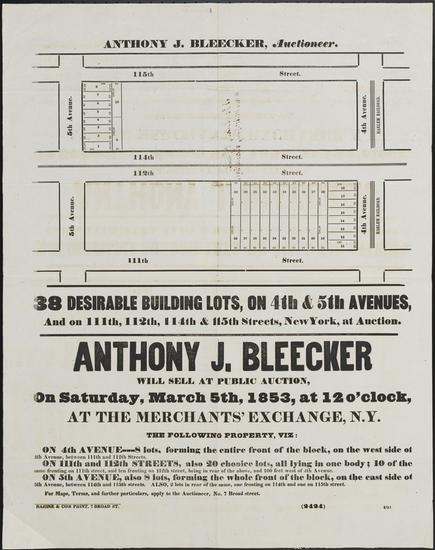 ANTHONY J. BLEECKER, Auctioneer.
115th Street.
5th Avenue.
4th Avenue.
HARLEM RAILROAD.
114th Street.
112th Street.
5th Avenue.
4th Avenue.
HARLEM RAILROAD.
111th Street.
38 DESIRABLE BUILDING LOTS, ON 4th & 5th AVENUES,
And on 111th, 112th, 114th & 115th Streets, New York, at Auction.
ANTHONY J. BLEECKER
WILL SELL AT PUBLIC AUCTION,
On Saturday, March 5th, 1853, at 12 o'clock,
AT THE MERCHANTS' EXCHANGE, N.Y.
THE FOLLOWING PROPERTY, VIZ:
ON 4th AVENUE---8 lots, forming the entire front of the block, on the west side of
4th Avenue, between 111th and 112th Streets.
ON 111th and 112th STREETS, also 20 choice lots, all lying in one body; 10 of the
same fronting on 111th street, and ten fronting on 112th street, being in rear of the above, and 100 feet west of 4th Avenue.
ON 5th AVENUE, also 8 lots, forming the whole front of the block, on the east side of
5th Avenue, between 114th and 115th streets. ALSO, 2 lots in rear of the same, one fronting on 114th and one on 115th street.
For Maps, Terms, and further particulars, apply to the Auctioneer, No. 7 Broad street.
NARINE & CO'S PRINT, 7 BROAD ST.
(2424)